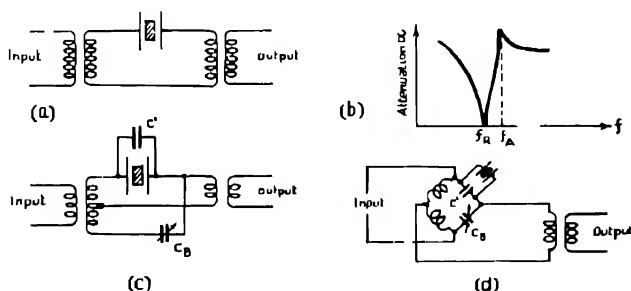 Input
Output
(a)
Attenuation α
f_R
f_A
f
(b)
C'
Input
Output
C_B
(c)
Input
C'
C_B
Output
(d)